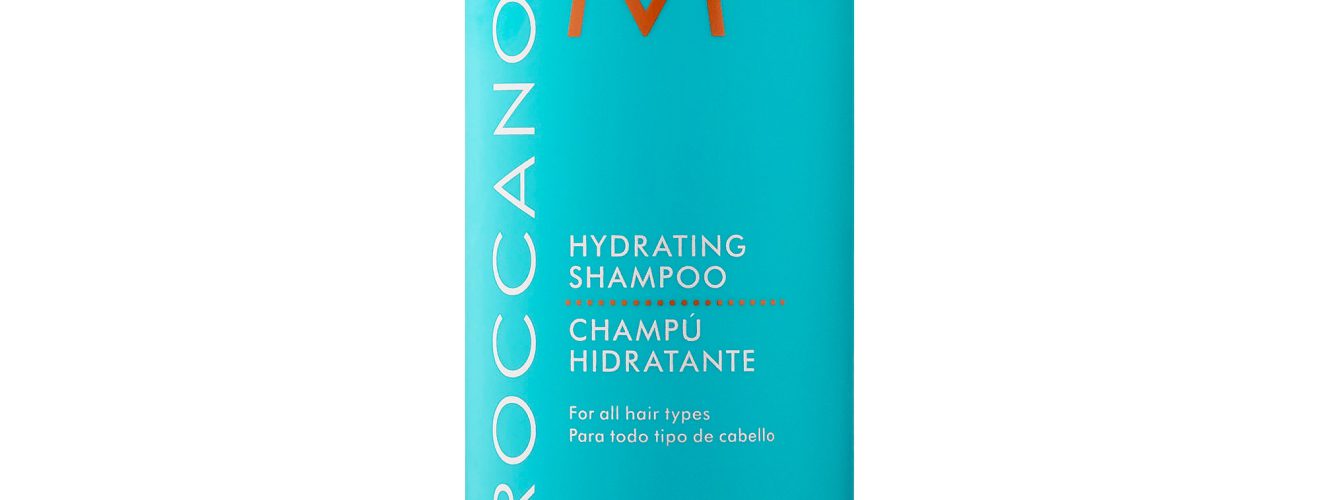 M
ROCCANO
HYDRATING
SHAMPOO
CHAMPÚ
HIDRATANTE
For all hair types
Para todo tipo de cabello